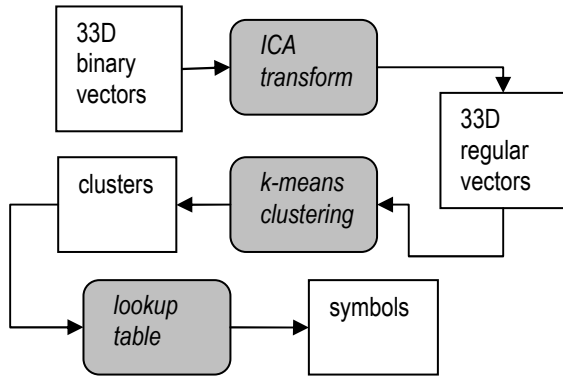 33D
binary
vectors
ICA
transform
33D
regular
vectors
clusters
k-means
clustering
lookup
table
symbols